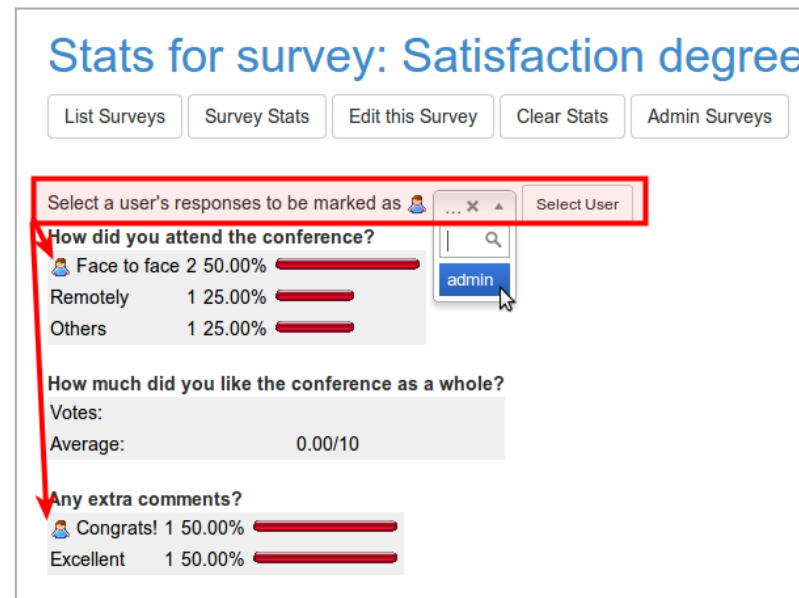 Stats for survey: Satisfaction degree
List Surveys Survey Stats Edit this Survey Clear Stats Admin Surveys
Select a user's responses to be marked as ... Select User
How did you attend the conference?
Face to face 2 50.00%
admin
Remotely 1 25.00%
Others 1 25.00%
How much did you like the conference as a whole?
Votes:
Average: 0.00/10
Any extra comments?
Congrats! 1 50.00%
Excellent 1 50.00%